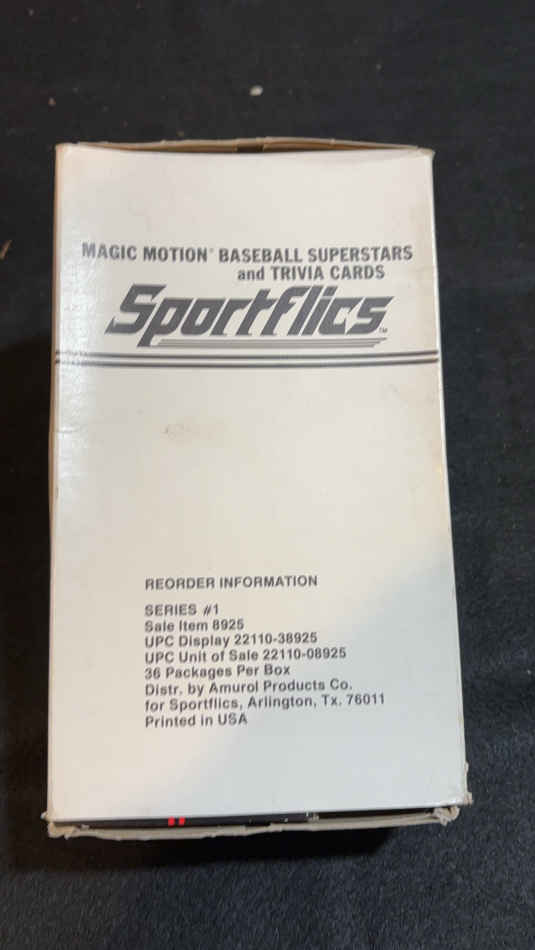 MAGIC MOTION® BASEBALL SUPERSTARS
and TRIVIA CARDS
Sportflics™
REORDER INFORMATION
SERIES #1
Sale Item 8925
UPC Display 22110-38925
UPC Unit of Sale 22110-08925
36 Packages Per Box
Distr. by Amurol Products Co.
for Sportflics, Arlington, Tx. 76011
Printed in USA